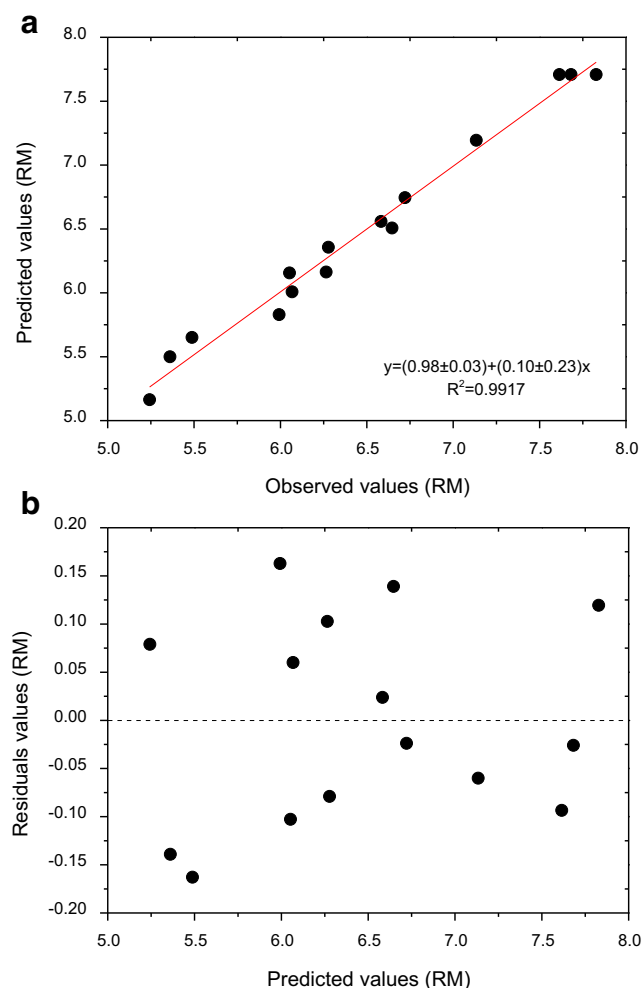 a
8.0
7.5
7.0
6.5
6.0
5.5
5.0
Predicted values (RM)
y=(0.98±0.03)+(0.10±0.23)x
R²=0.9917
5.0 5.5 6.0 6.5 7.0 7.5 8.0
Observed values (RM)
b
0.20
0.15
0.10
0.05
0.00
-0.05
-0.10
-0.15
-0.20
Residuals values (RM)
5.0 5.5 6.0 6.5 7.0 7.5 8.0
Predicted values (RM)